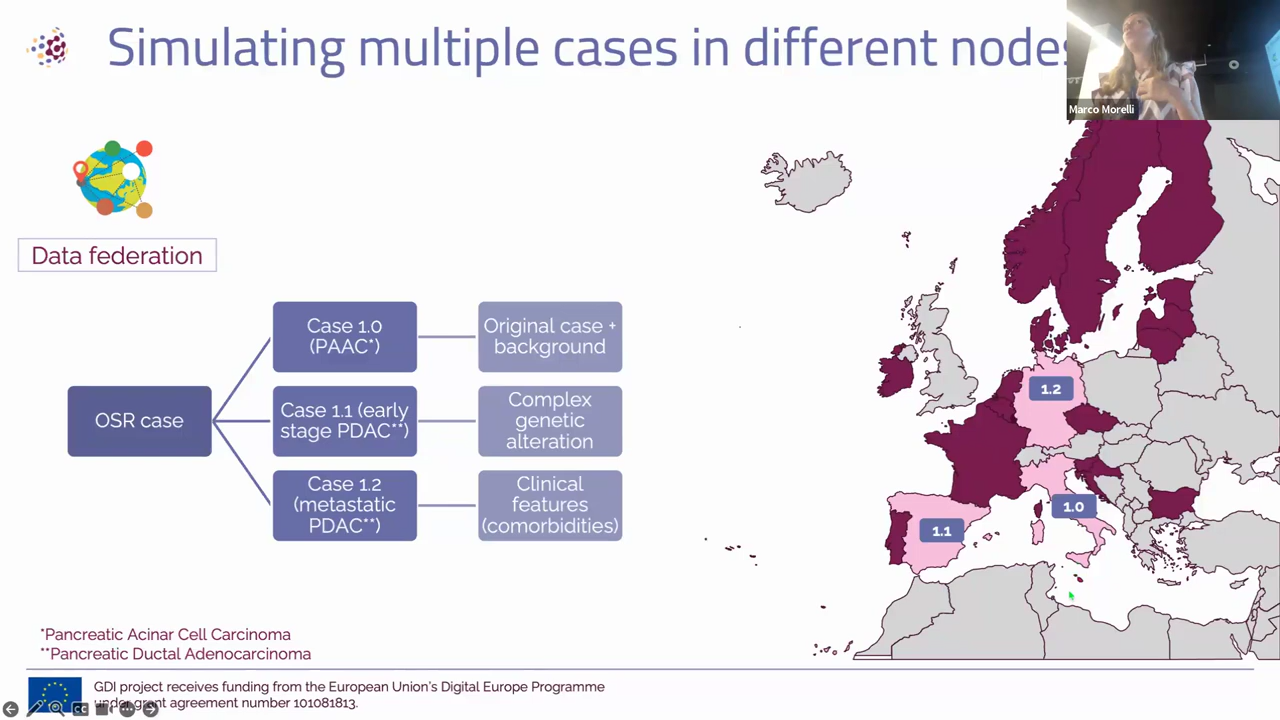 Simulating multiple cases in different nodes
Marco Morelli
Data federation
OSR case
Case 1.0
(PAAC*)
Original case +
background
Case 1.1 (early
stage PDAC**)
Complex
genetic
alteration
Case 1.2
(metastatic
PDAC**)
Clinical
features
(comorbidities)
1.2
1.0
1.1
*Pancreatic Acinar Cell Carcinoma
**Pancreatic Ductal Adenocarcinoma
GDI project receives funding from the European Union's Digital Europe Programme
under grant agreement number 101081813.